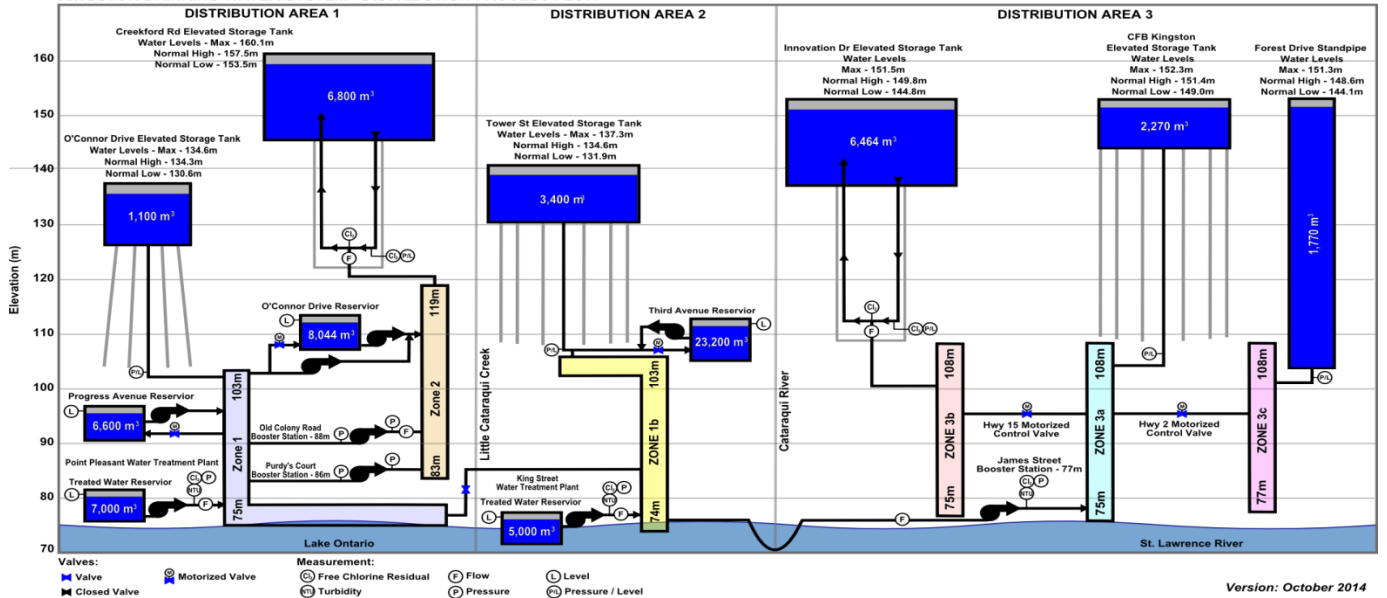 DISTRIBUTION AREA 1
DISTRIBUTION AREA 2
DISTRIBUTION AREA 3
Elevation (m)
160
150
140
130
120
110
100
90
80
70
Creekford Rd Elevated Storage Tank
Water Levels - Max - 160.1m
Normal High - 157.5m
Normal Low - 153.5m
6,800 m³
O'Connor Drive Elevated Storage Tank
Water Levels - Max - 134.6m
Normal High - 134.3m
Normal Low - 130.6m
1,100 m³
Cl₂
F
Cl₂ P/L
O'Connor Drive Reservior
L
8,044 m³
M
P/L
Progress Avenue Reservior
L
6,600 m³
M
Point Pleasant Water Treatment Plant
Treated Water Reservior
L
7,000 m³
Cl₂ P
NTU
F
103m
Zone 1
75m
Old Colony Road
Booster Station - 88m
P
P
F
Purdy's Court
Booster Station - 86m
P
P
119m
Zone 2
83m
Lake Ontario
Little Cataraqui Creek
Tower St Elevated Storage Tank
Water Levels - Max - 137.3m
Normal High - 134.6m
Normal Low - 131.9m
3,400 m³
Third Avenue Reservior
L
23,200 m³
M
P/L
103m
ZONE 1b
74m
King Street
Water Treatment Plant
Treated Water Reservior
L
5,000 m³
Cl₂ P
NTU
F
Cataraqui River
Innovation Dr Elevated Storage Tank
Water Levels
Max - 151.5m
Normal High - 149.8m
Normal Low - 144.8m
6,464 m³
Cl₂
F
Cl₂ P/L
CFB Kingston
Elevated Storage Tank
Water Levels
Max - 152.3m
Normal High - 151.4m
Normal Low - 149.0m
2,270 m³
P/L
Forest Drive Standpipe
Water Levels
Max - 151.3m
Normal High - 148.6m
Normal Low - 144.1m
1,770 m³
P/L
108m
ZONE 3b
75m
M
Hwy 15 Motorized
Control Valve
108m
ZONE 3a
75m
M
Hwy 2 Motorized
Control Valve
108m
ZONE 3c
77m
James Street
Booster Station - 77m
Cl₂ P
NTU
F
St. Lawrence River
Valves:
Valve
M
Motorized Valve
Closed Valve
Measurement:
Cl₂ Free Chlorine Residual
NTU Turbidity
F Flow
P Pressure
L Level
P/L Pressure / Level
Version: October 2014